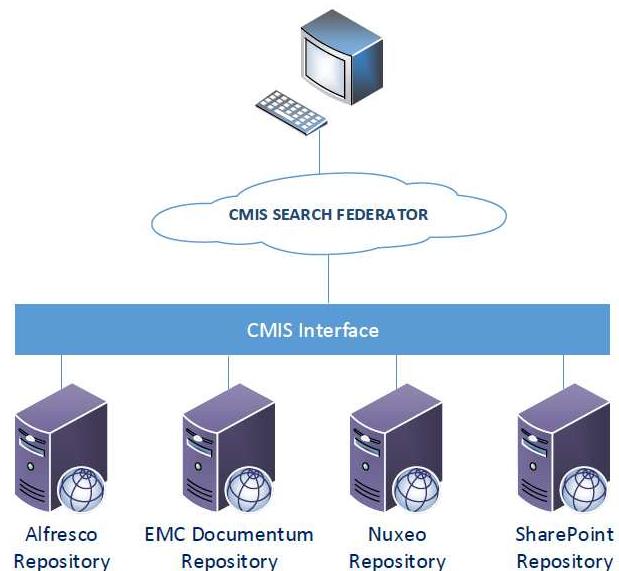 CMIS SEARCH FEDERATOR
CMIS Interface
Alfresco
Repository
EMC Documentum
Repository
Nuxeo
Repository
SharePoint
Repository